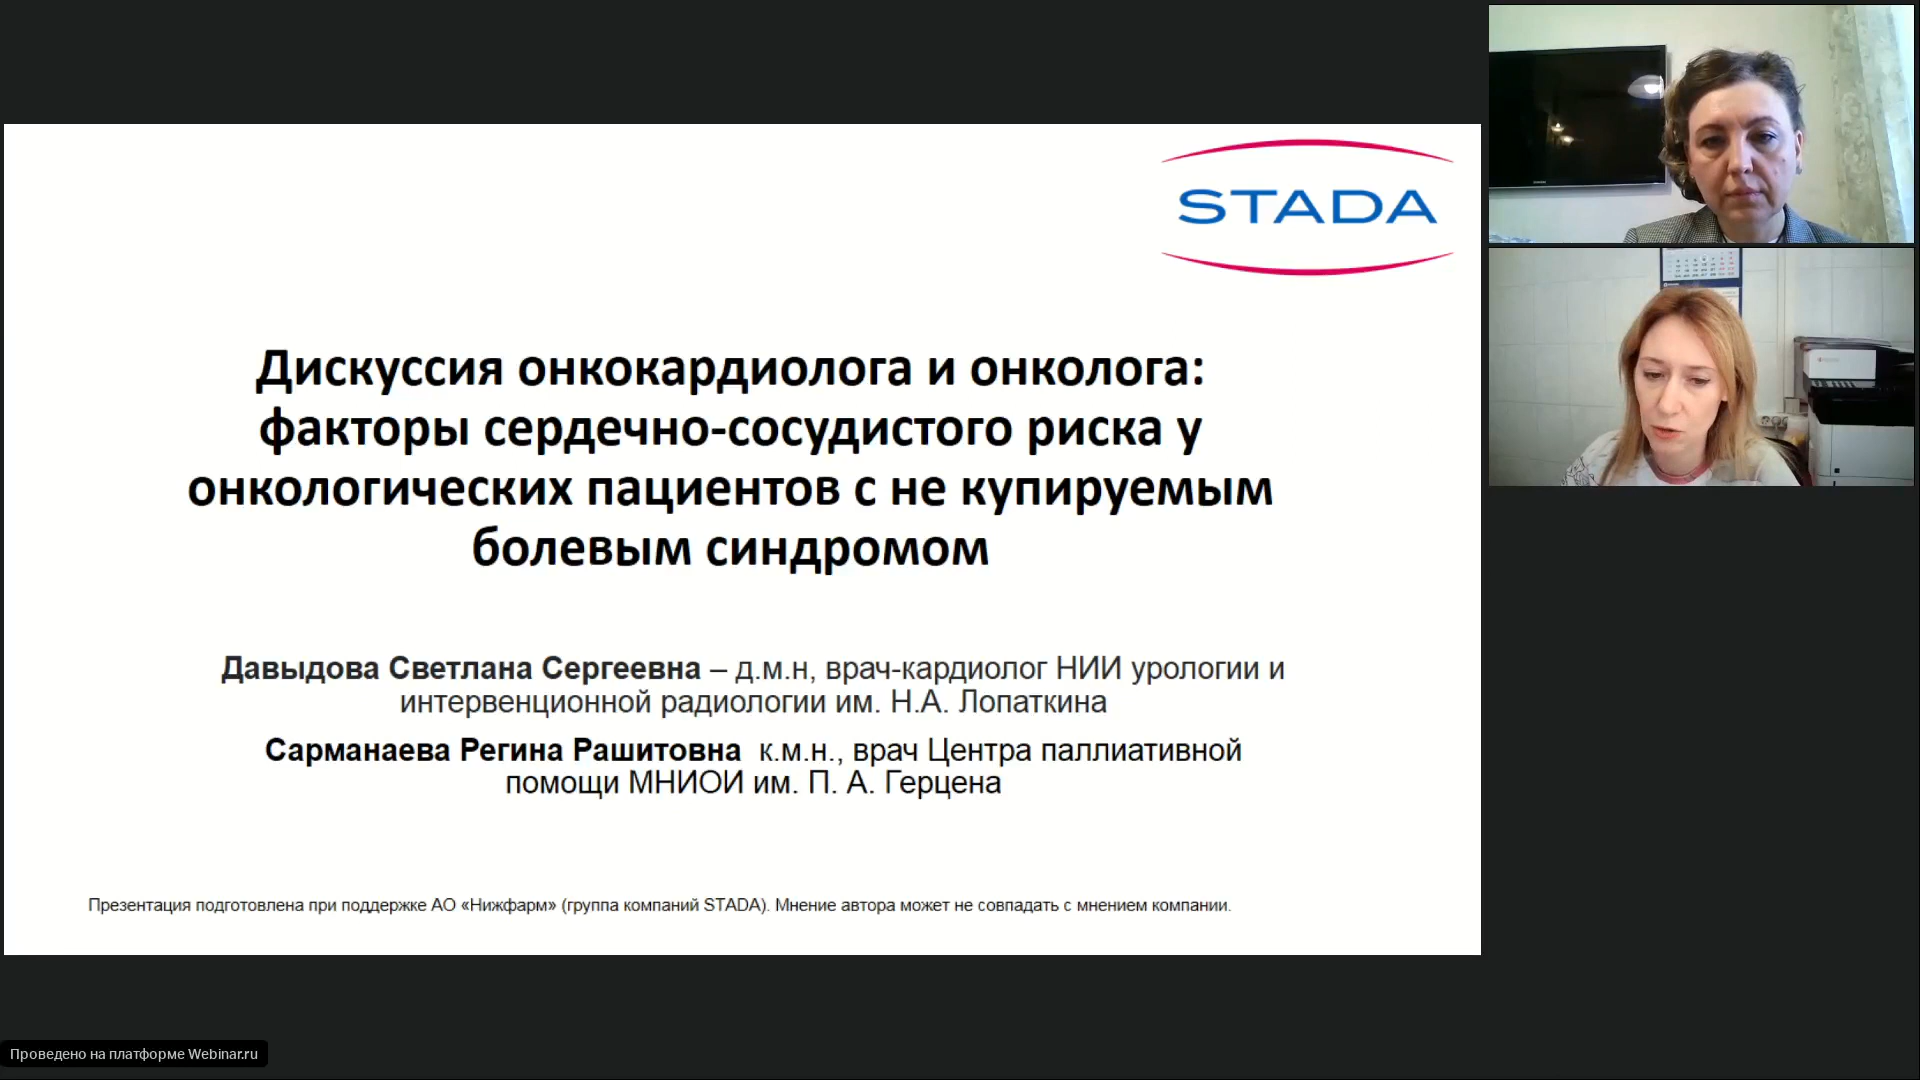 STADA
Дискуссия онкокардиолога и онколога:
факторы сердечно-сосудистого риска у
онкологических пациентов с не купируемым
болевым синдромом
Давыдова Светлана Сергеевна – д.м.н, врач-кардиолог НИИ урологии и
интервенционной радиологии им. Н.А. Лопаткина
Сарманаева Регина Рашитовна к.м.н., врач Центра паллиативной
помощи МНИОИ им. П. А. Герцена
Презентация подготовлена при поддержке АО «Нижфарм» (группа компаний STADA). Мнение автора может не совпадать с мнением компании.
Проведено на платформе Webinar.ru